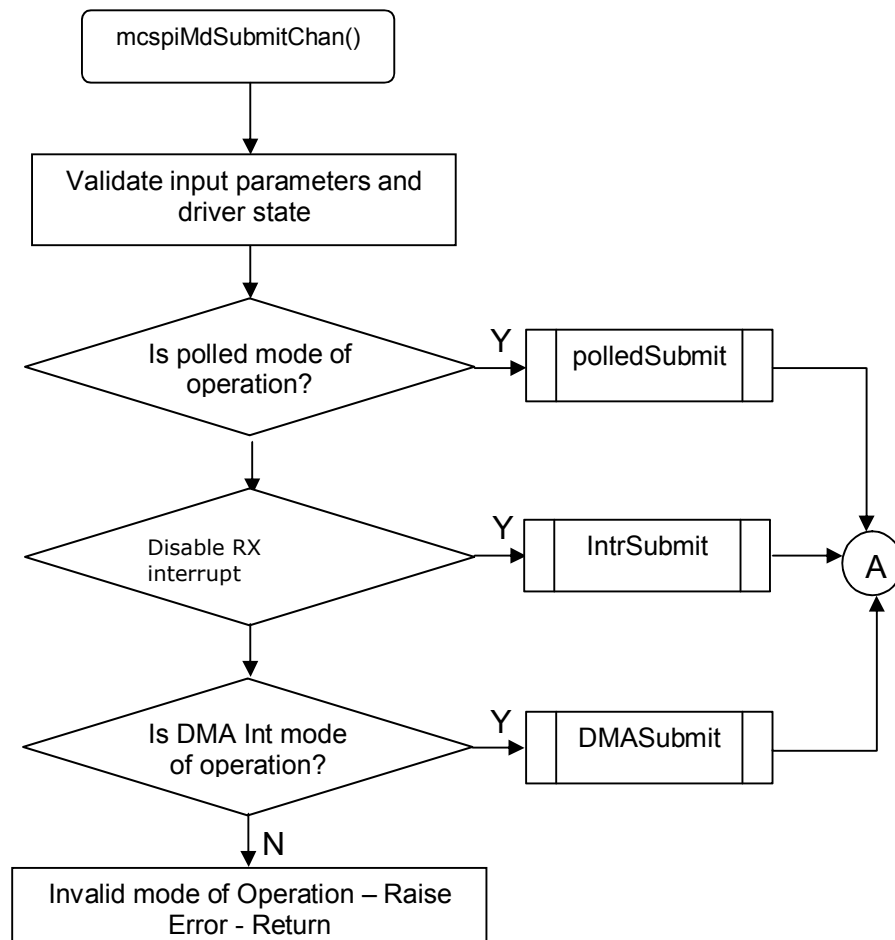 mcspiMdSubmitChan()
Validate input parameters and
driver state
Is polled mode of
operation?
Y
polledSubmit
Disable RX
interrupt
Y
IntrSubmit
A
Is DMA Int mode
of operation?
Y
DMASubmit
N
Invalid mode of Operation – Raise
Error - Return